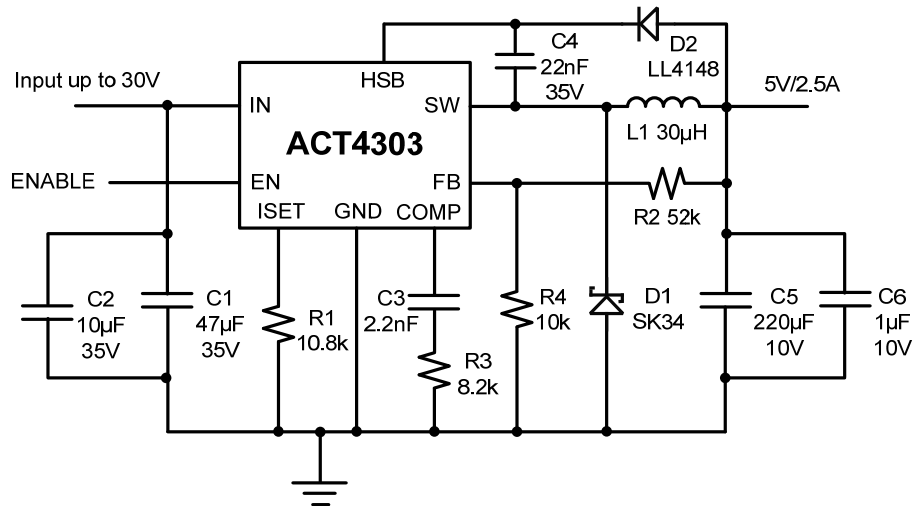 C4
22nF
35V
D2
LL4148
HSB
Input up to 30V
5V/2.5A
IN
SW
L1 30µH
ACT4303
ENABLE
EN
FB
R2 52k
ISET
GND
COMP
C2
10µF
35V
C1
47µF
35V
R1
10.8k
C3
2.2nF
R3
8.2k
R4
10k
D1
SK34
C5
220µF
10V
C6
1µF
10V